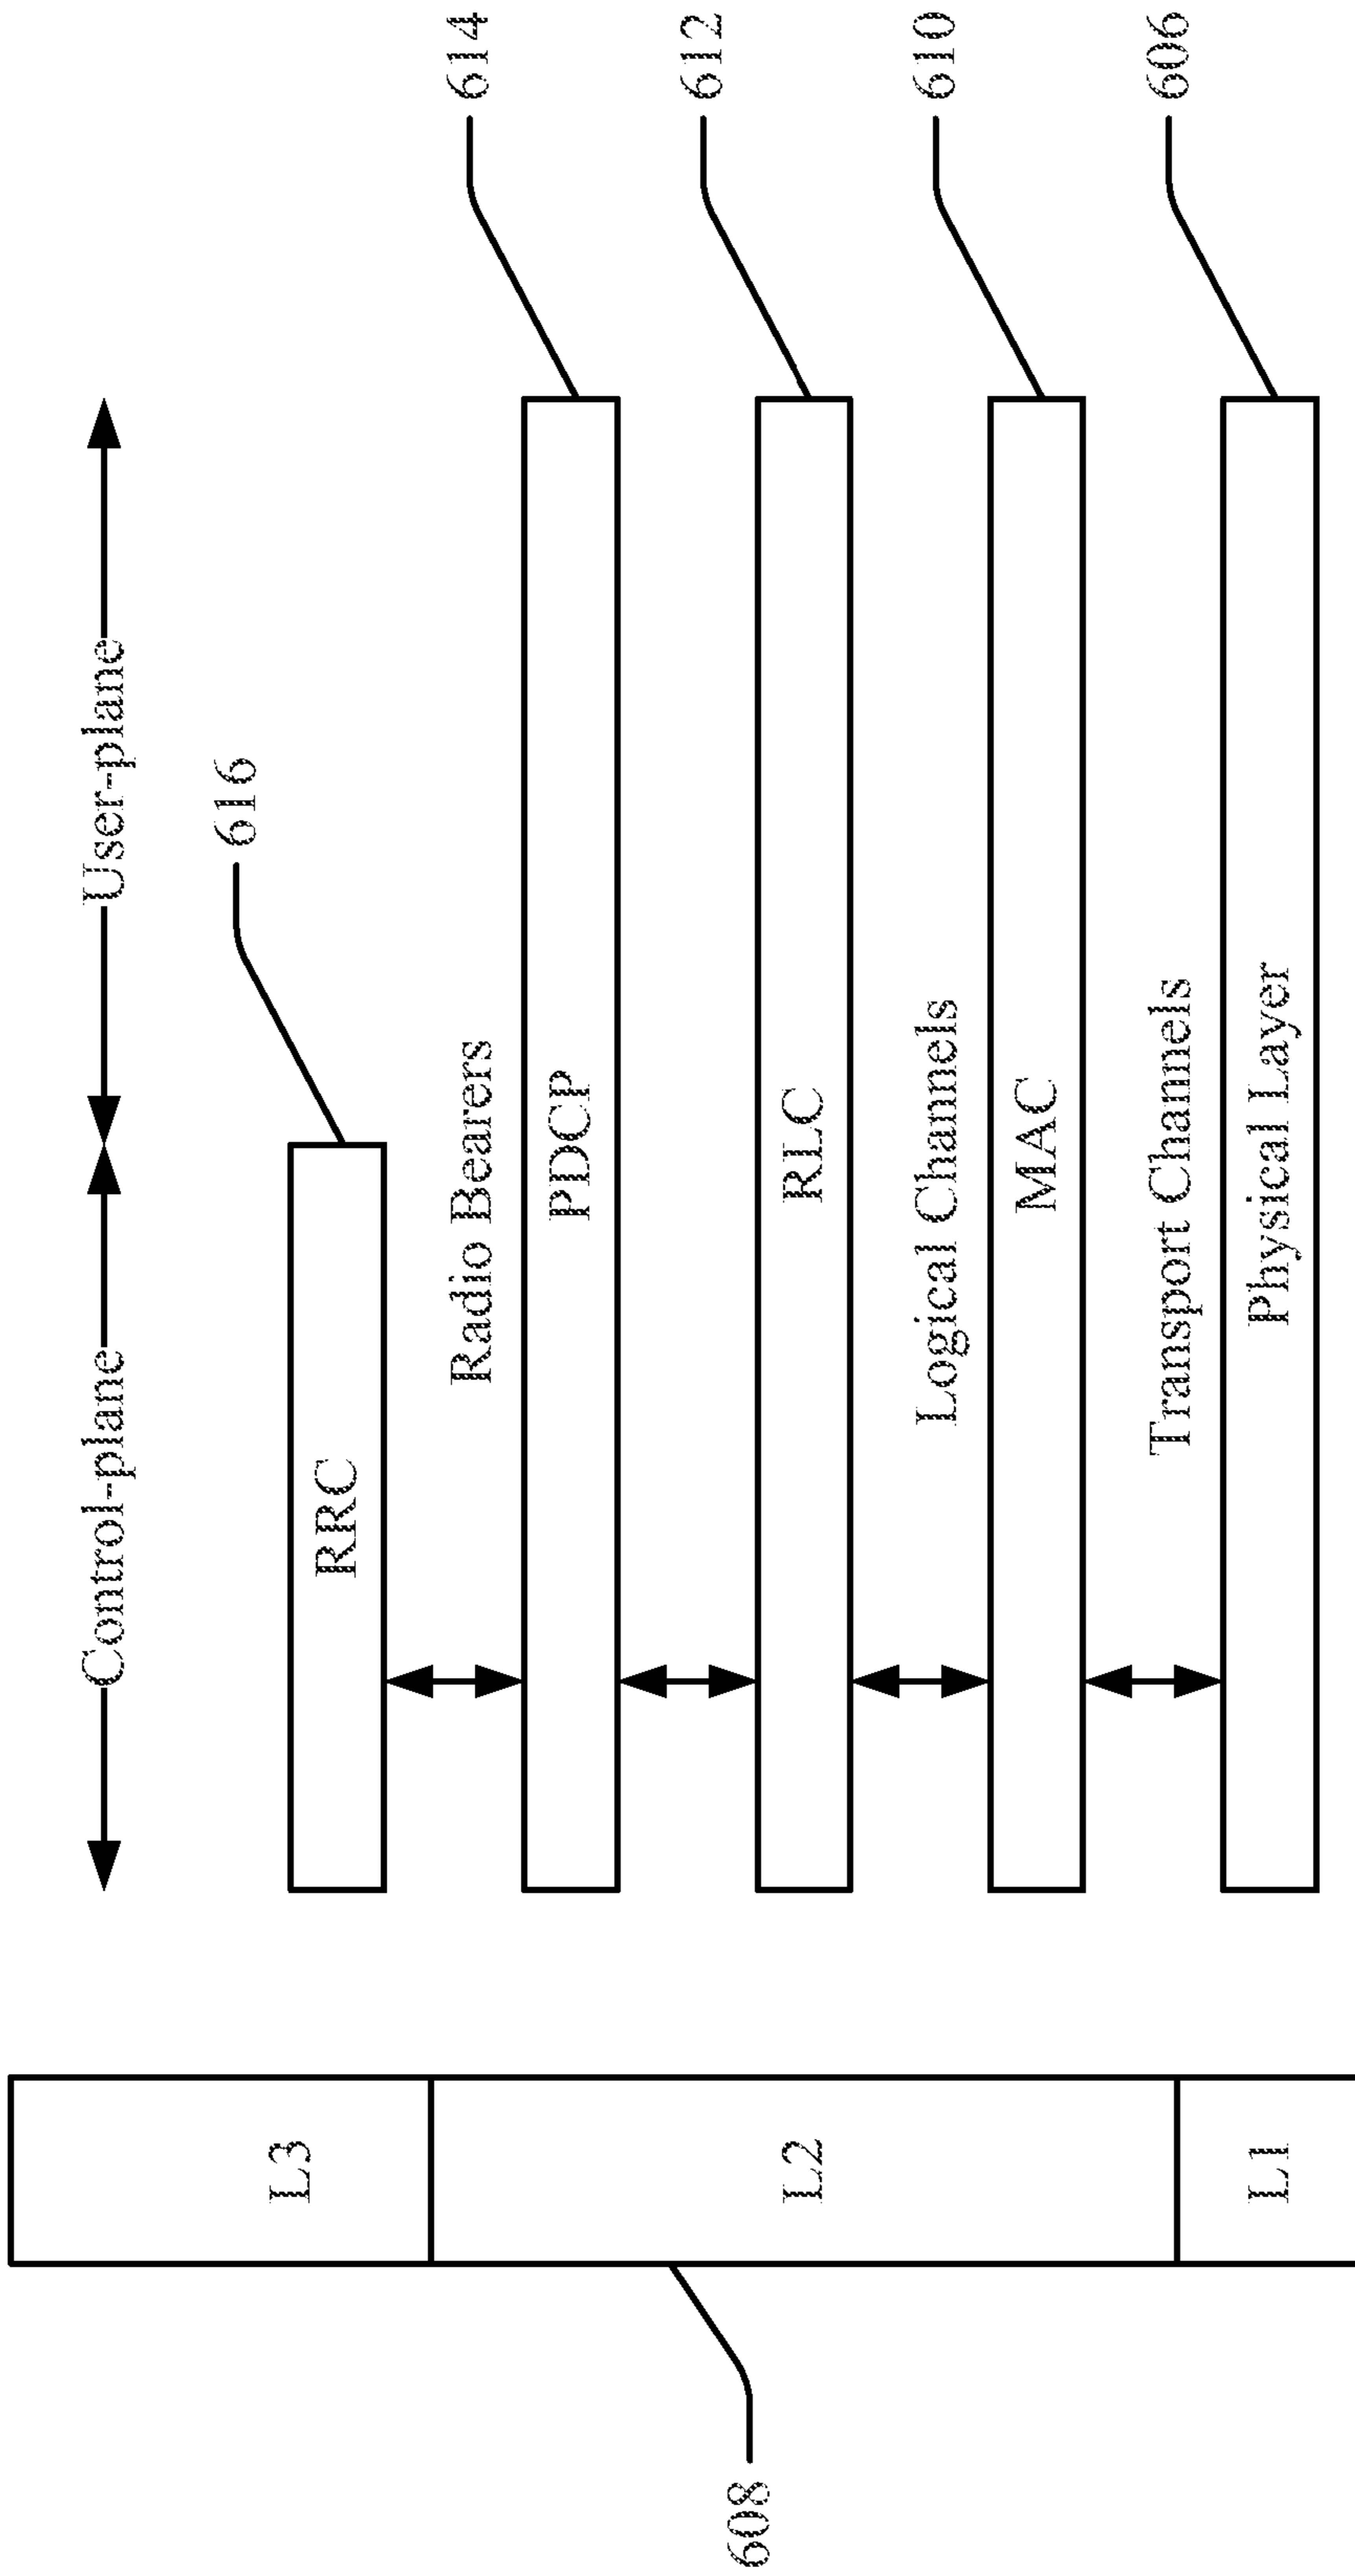 Control-plane
User-plane
616
RRC
L3
Radio Bearers
614
PDCP
612
608
L2
RLC
Logical Channels
610
MAC
Transport Channels
606
L1
Physical Layer